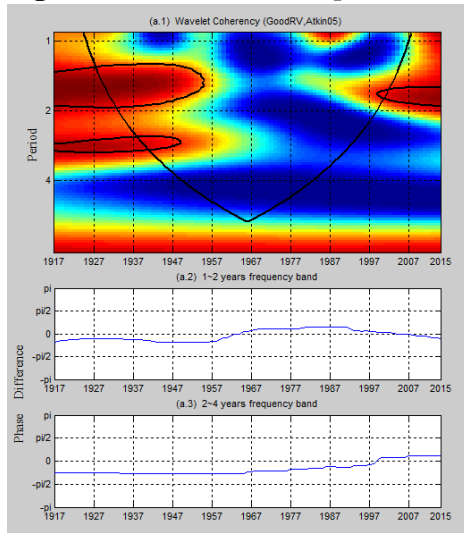 (a.1) Wavelet Coherency (GoodRV,Atkin05)
1
2
4
Period
1917 1927 1937 1947 1957 1967 1977 1987 1997 2007 2015
(a.2) 1~2 years frequency band
pi
pi/2
0
-pi/2
-pi
1917 1927 1937 1947 1957 1967 1977 1987 1997 2007 2015
(a.3) 2~4 years frequency band
pi
pi/2
0
-pi/2
-pi
1917 1927 1937 1947 1957 1967 1977 1987 1997 2007 2015
Phase Difference